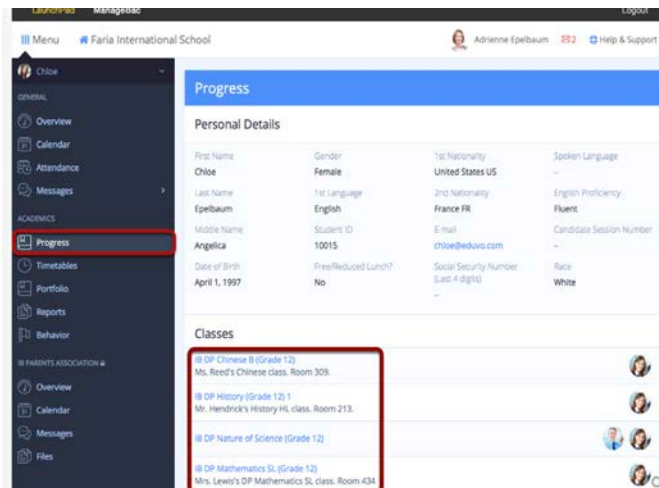 LaunchPad ManageBac Logout
Menu Faria International School Adrienne Epelbaum 2 Help & Support
Chloe
GENERAL
Overview
Calendar
Attendance
Messages
ACADEMICS
Progress
Timetables
Portfolio
Reports
Behavior
IB PARENTS ASSOCIATION
Overview
Calendar
Messages
Files
Progress
Personal Details
First Name Gender 1st Nationality Spoken Language
Chloe Female United States US –
Last Name 1st Language 2nd Nationality English Proficiency
Epelbaum English France FR Fluent
Middle Name Student ID E-mail Candidate Session Number
Angelica 10015 chloe@eduvo.com –
Date of Birth Free/Reduced Lunch? Social Security Number Race
(Last 4 digits)
April 1, 1997 No – White
Classes
IB DP Chinese B (Grade 12)
Ms. Reed's Chinese class. Room 309.
IB DP History (Grade 12) 1
Mr. Hendrick's History HL class. Room 213.
IB DP Nature of Science (Grade 12)
IB DP Mathematics SL (Grade 12)
Mrs. Lewis's DP Mathematics SL class. Room 434